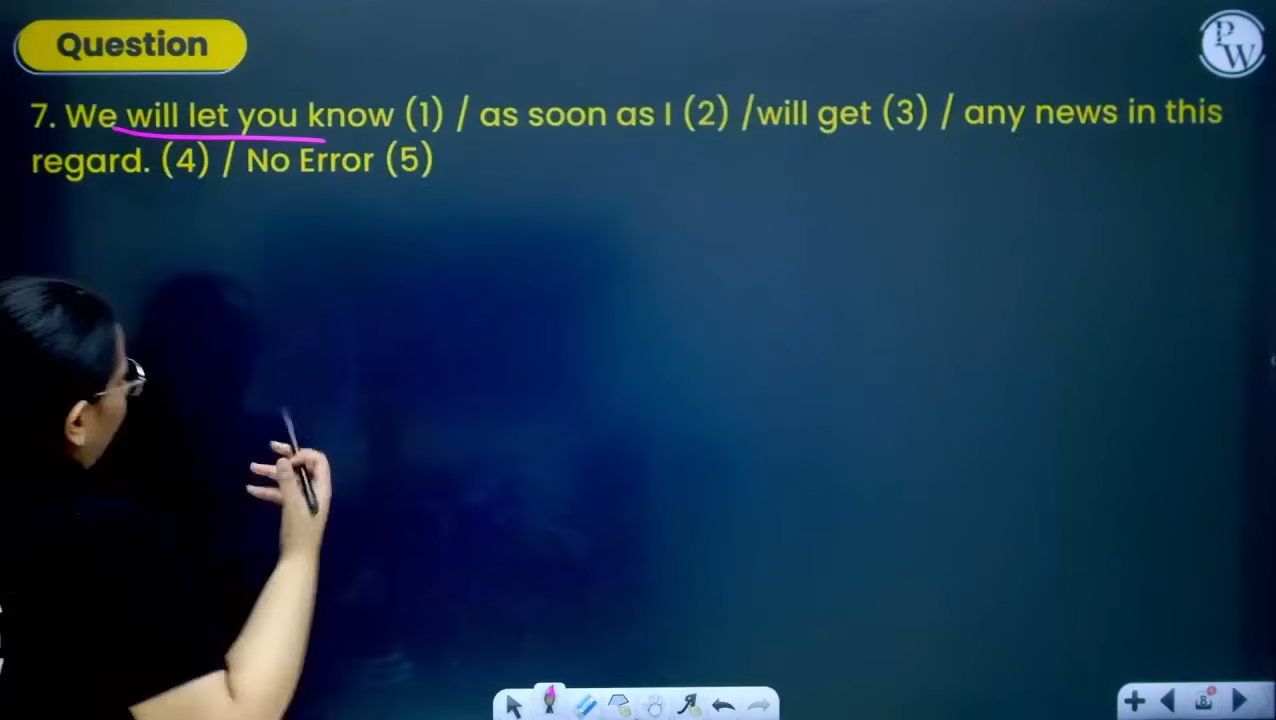 Question
PW
7. We will let you know (1) / as soon as I (2) /will get (3) / any news in this
regard. (4) / No Error (5)